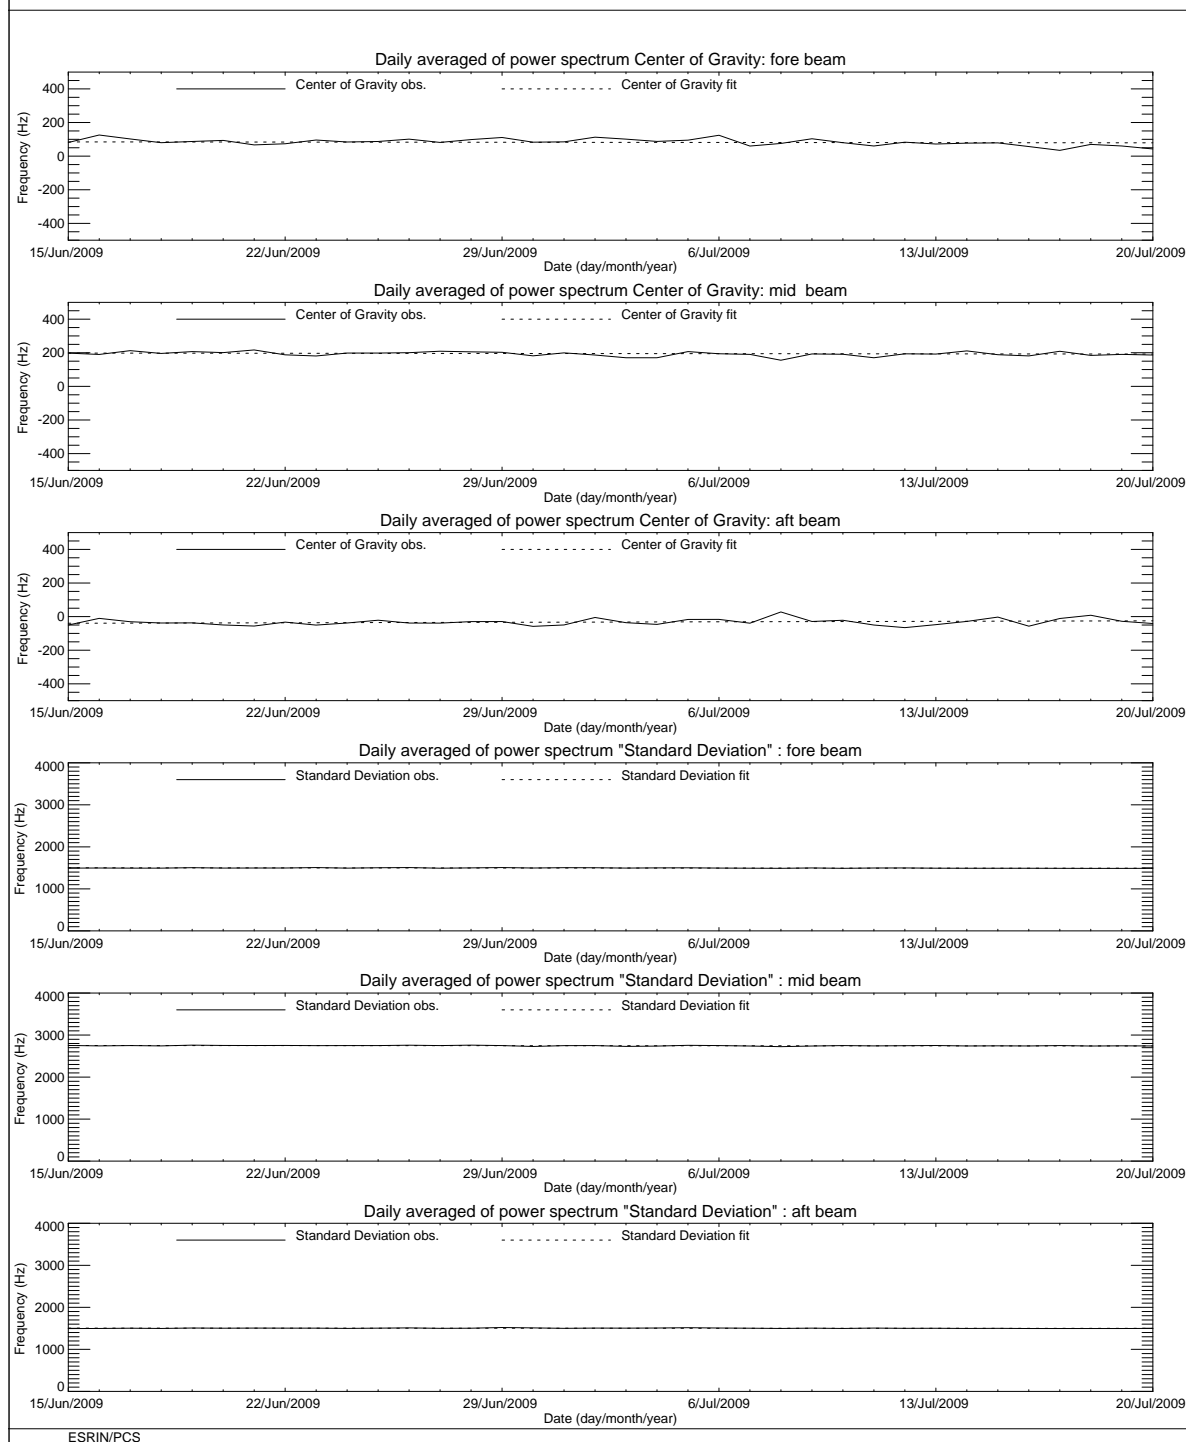 Daily averaged of power spectrum Center of Gravity: fore beam
Center of Gravity obs.
Center of Gravity fit
Frequency (Hz)
400
200
0
-200
-400
15/Jun/2009
22/Jun/2009
29/Jun/2009
6/Jul/2009
13/Jul/2009
20/Jul/2009
Date (day/month/year)
Daily averaged of power spectrum Center of Gravity: mid beam
Center of Gravity obs.
Center of Gravity fit
Frequency (Hz)
400
200
0
-200
-400
15/Jun/2009
22/Jun/2009
29/Jun/2009
6/Jul/2009
13/Jul/2009
20/Jul/2009
Date (day/month/year)
Daily averaged of power spectrum Center of Gravity: aft beam
Center of Gravity obs.
Center of Gravity fit
Frequency (Hz)
400
200
0
-200
-400
15/Jun/2009
22/Jun/2009
29/Jun/2009
6/Jul/2009
13/Jul/2009
20/Jul/2009
Date (day/month/year)
Daily averaged of power spectrum "Standard Deviation" : fore beam
Standard Deviation obs.
Standard Deviation fit
Frequency (Hz)
4000
3000
2000
1000
0
15/Jun/2009
22/Jun/2009
29/Jun/2009
6/Jul/2009
13/Jul/2009
20/Jul/2009
Date (day/month/year)
Daily averaged of power spectrum "Standard Deviation" : mid beam
Standard Deviation obs.
Standard Deviation fit
Frequency (Hz)
4000
3000
2000
1000
0
15/Jun/2009
22/Jun/2009
29/Jun/2009
6/Jul/2009
13/Jul/2009
20/Jul/2009
Date (day/month/year)
Daily averaged of power spectrum "Standard Deviation" : aft beam
Standard Deviation obs.
Standard Deviation fit
Frequency (Hz)
4000
3000
2000
1000
0
15/Jun/2009
22/Jun/2009
29/Jun/2009
6/Jul/2009
13/Jul/2009
20/Jul/2009
Date (day/month/year)
ESRIN/PCS